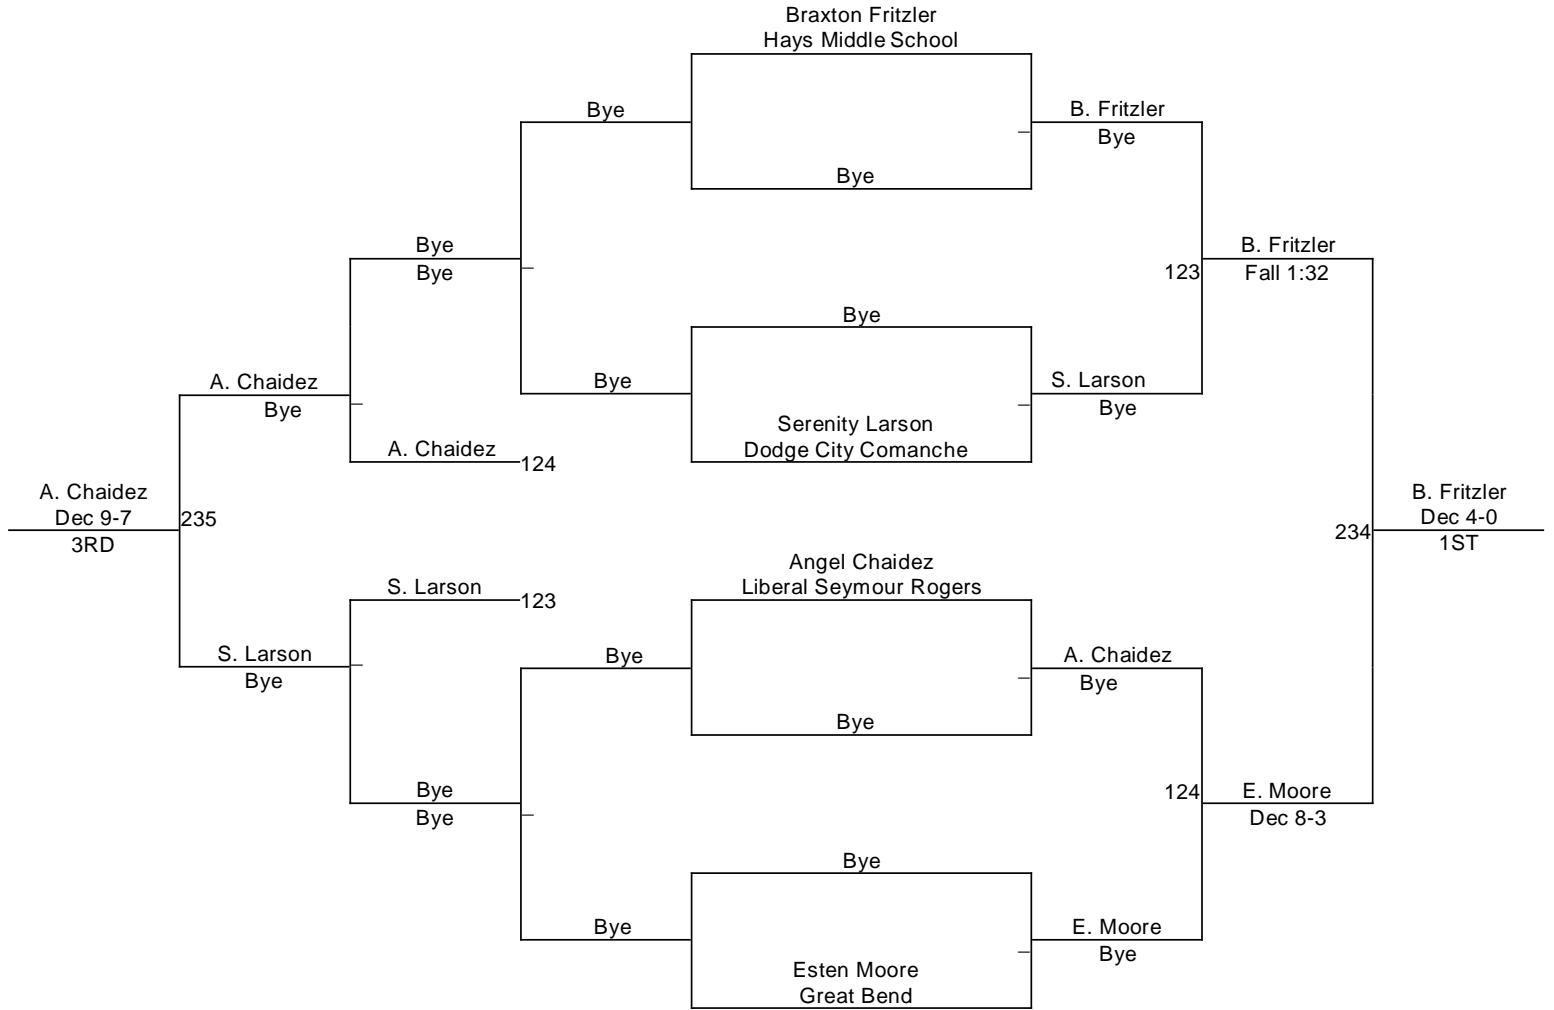 Braxton Fritzler
Hays Middle School
Bye
B. Fritzler
Bye
Bye
Bye
Bye
B. Fritzler
123
Fall 1:32
Bye
A. Chaidez
Bye
Bye
S. Larson
Bye
Serenity Larson
Dodge City Comanche
A. Chaidez
124
A. Chaidez
Dec 9-7
3RD
235
B. Fritzler
Dec 4-0
1ST
234
Angel Chaidez
Liberal Seymour Rogers
S. Larson
123
S. Larson
Bye
Bye
A. Chaidez
Bye
Bye
Bye
Bye
124
E. Moore
Dec 8-3
Bye
Bye
E. Moore
Bye
Esten Moore
Great Bend